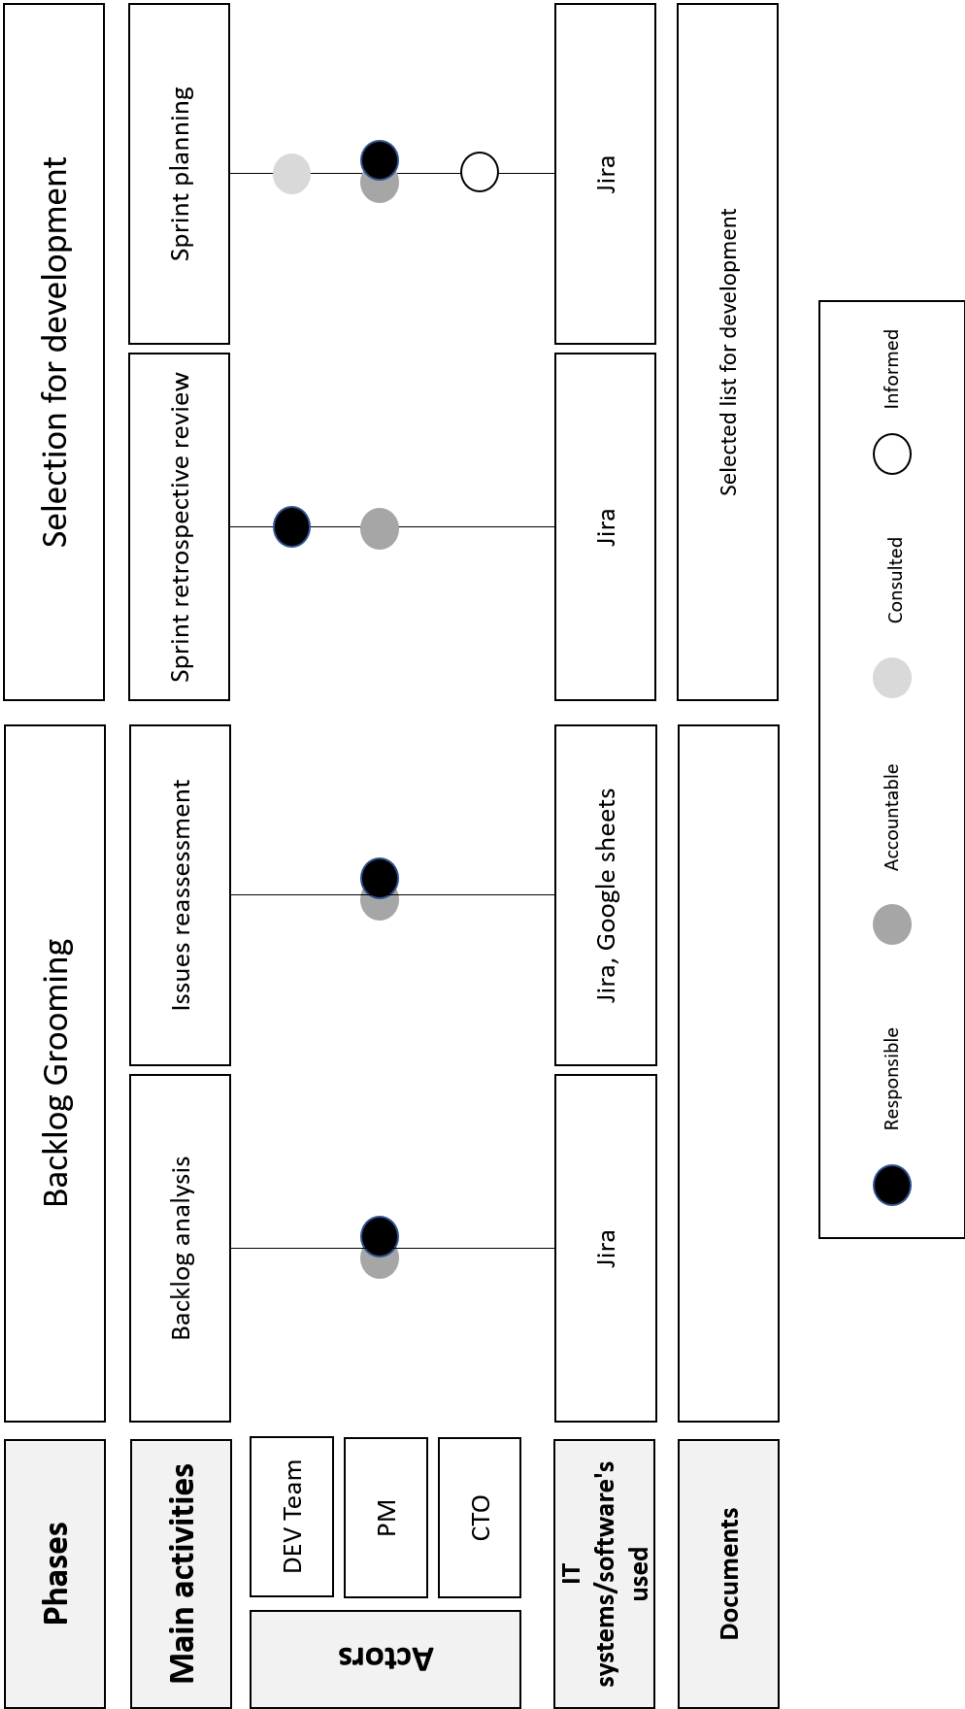 Phases
Backlog Grooming
Selection for development
Main activities
Backlog analysis
Issues reassessment
Sprint retrospective review
Sprint planning
Actors
DEV Team
PM
CTO
IT
systems/software's
used
Jira
Jira, Google sheets
Jira
Jira
Documents
Selected list for development
Responsible
Accountable
Consulted
Informed